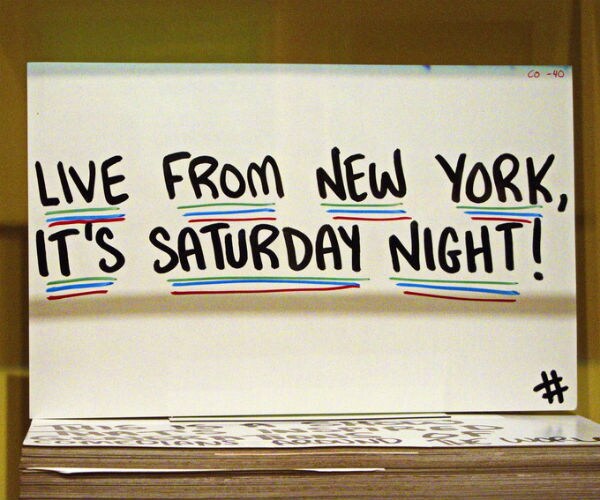 CO -40
LIVE FROM NEW YORK,
IT'S SATURDAY NIGHT!
#